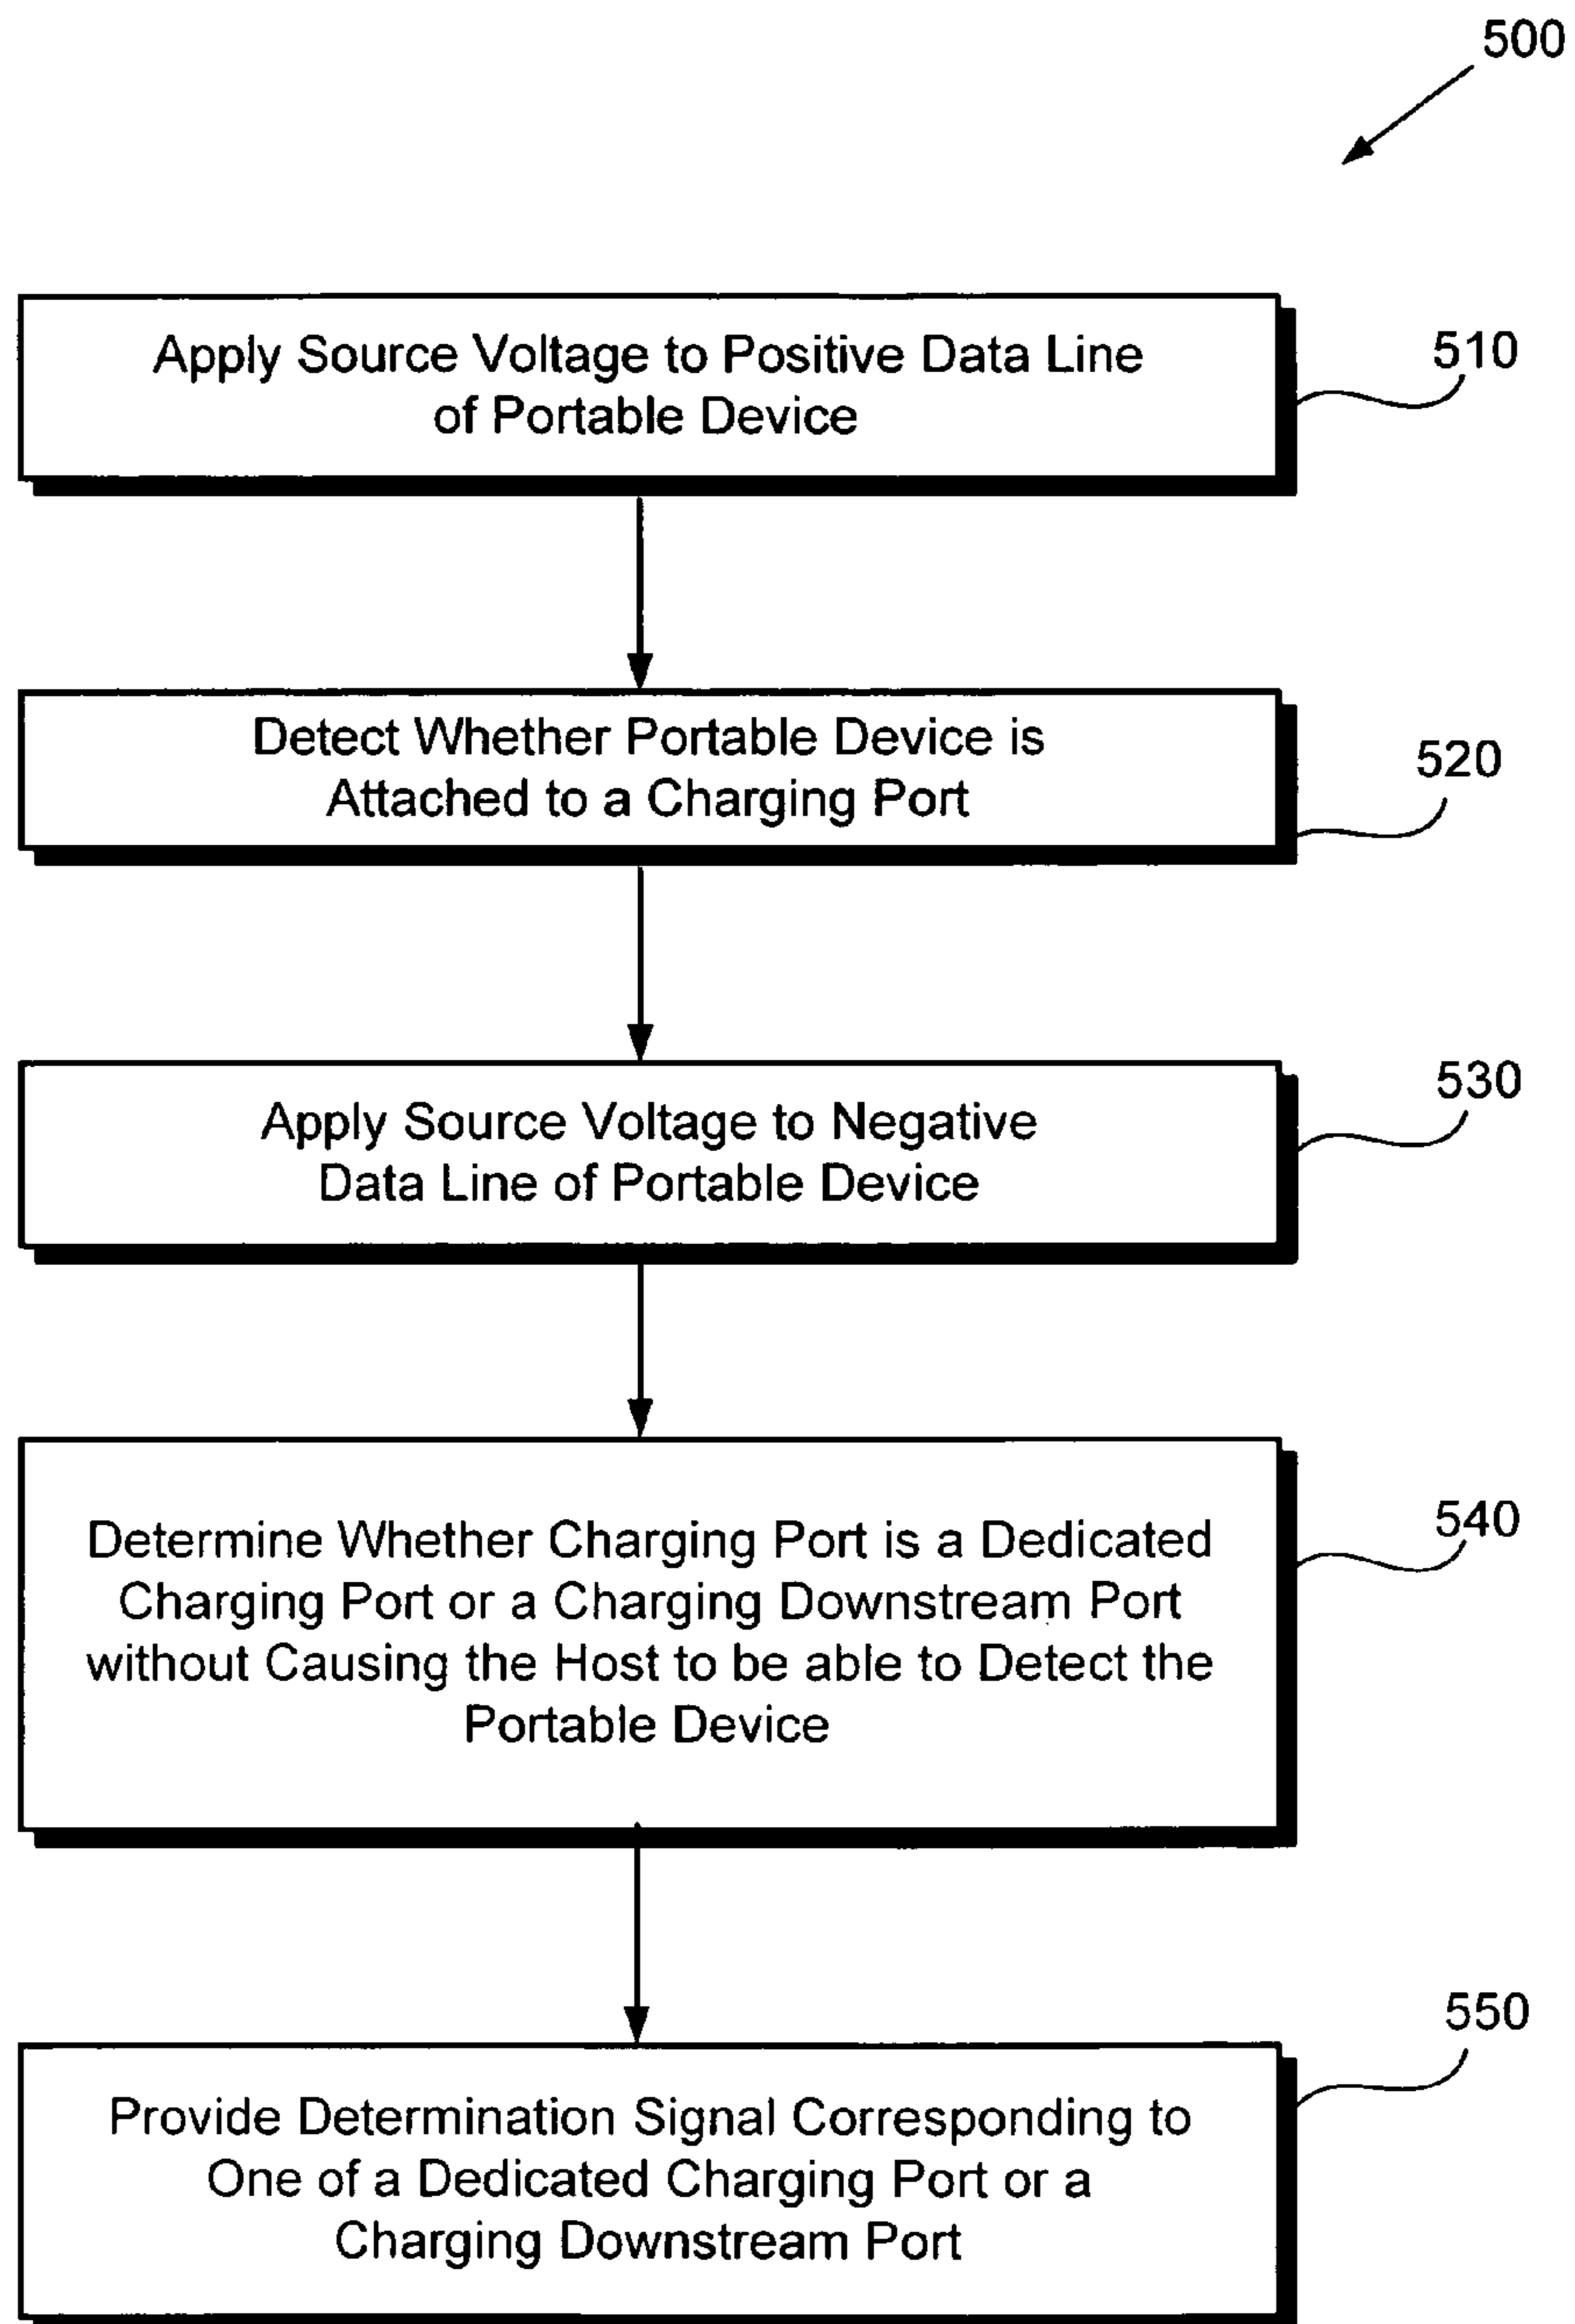 500
Apply Source Voltage to Positive Data Line
of Portable Device
510
Detect Whether Portable Device is
Attached to a Charging Port
520
Apply Source Voltage to Negative
Data Line of Portable Device
530
Determine Whether Charging Port is a Dedicated
Charging Port or a Charging Downstream Port
without Causing the Host to be able to Detect the
Portable Device
540
Provide Determination Signal Corresponding to
One of a Dedicated Charging Port or a
Charging Downstream Port
550